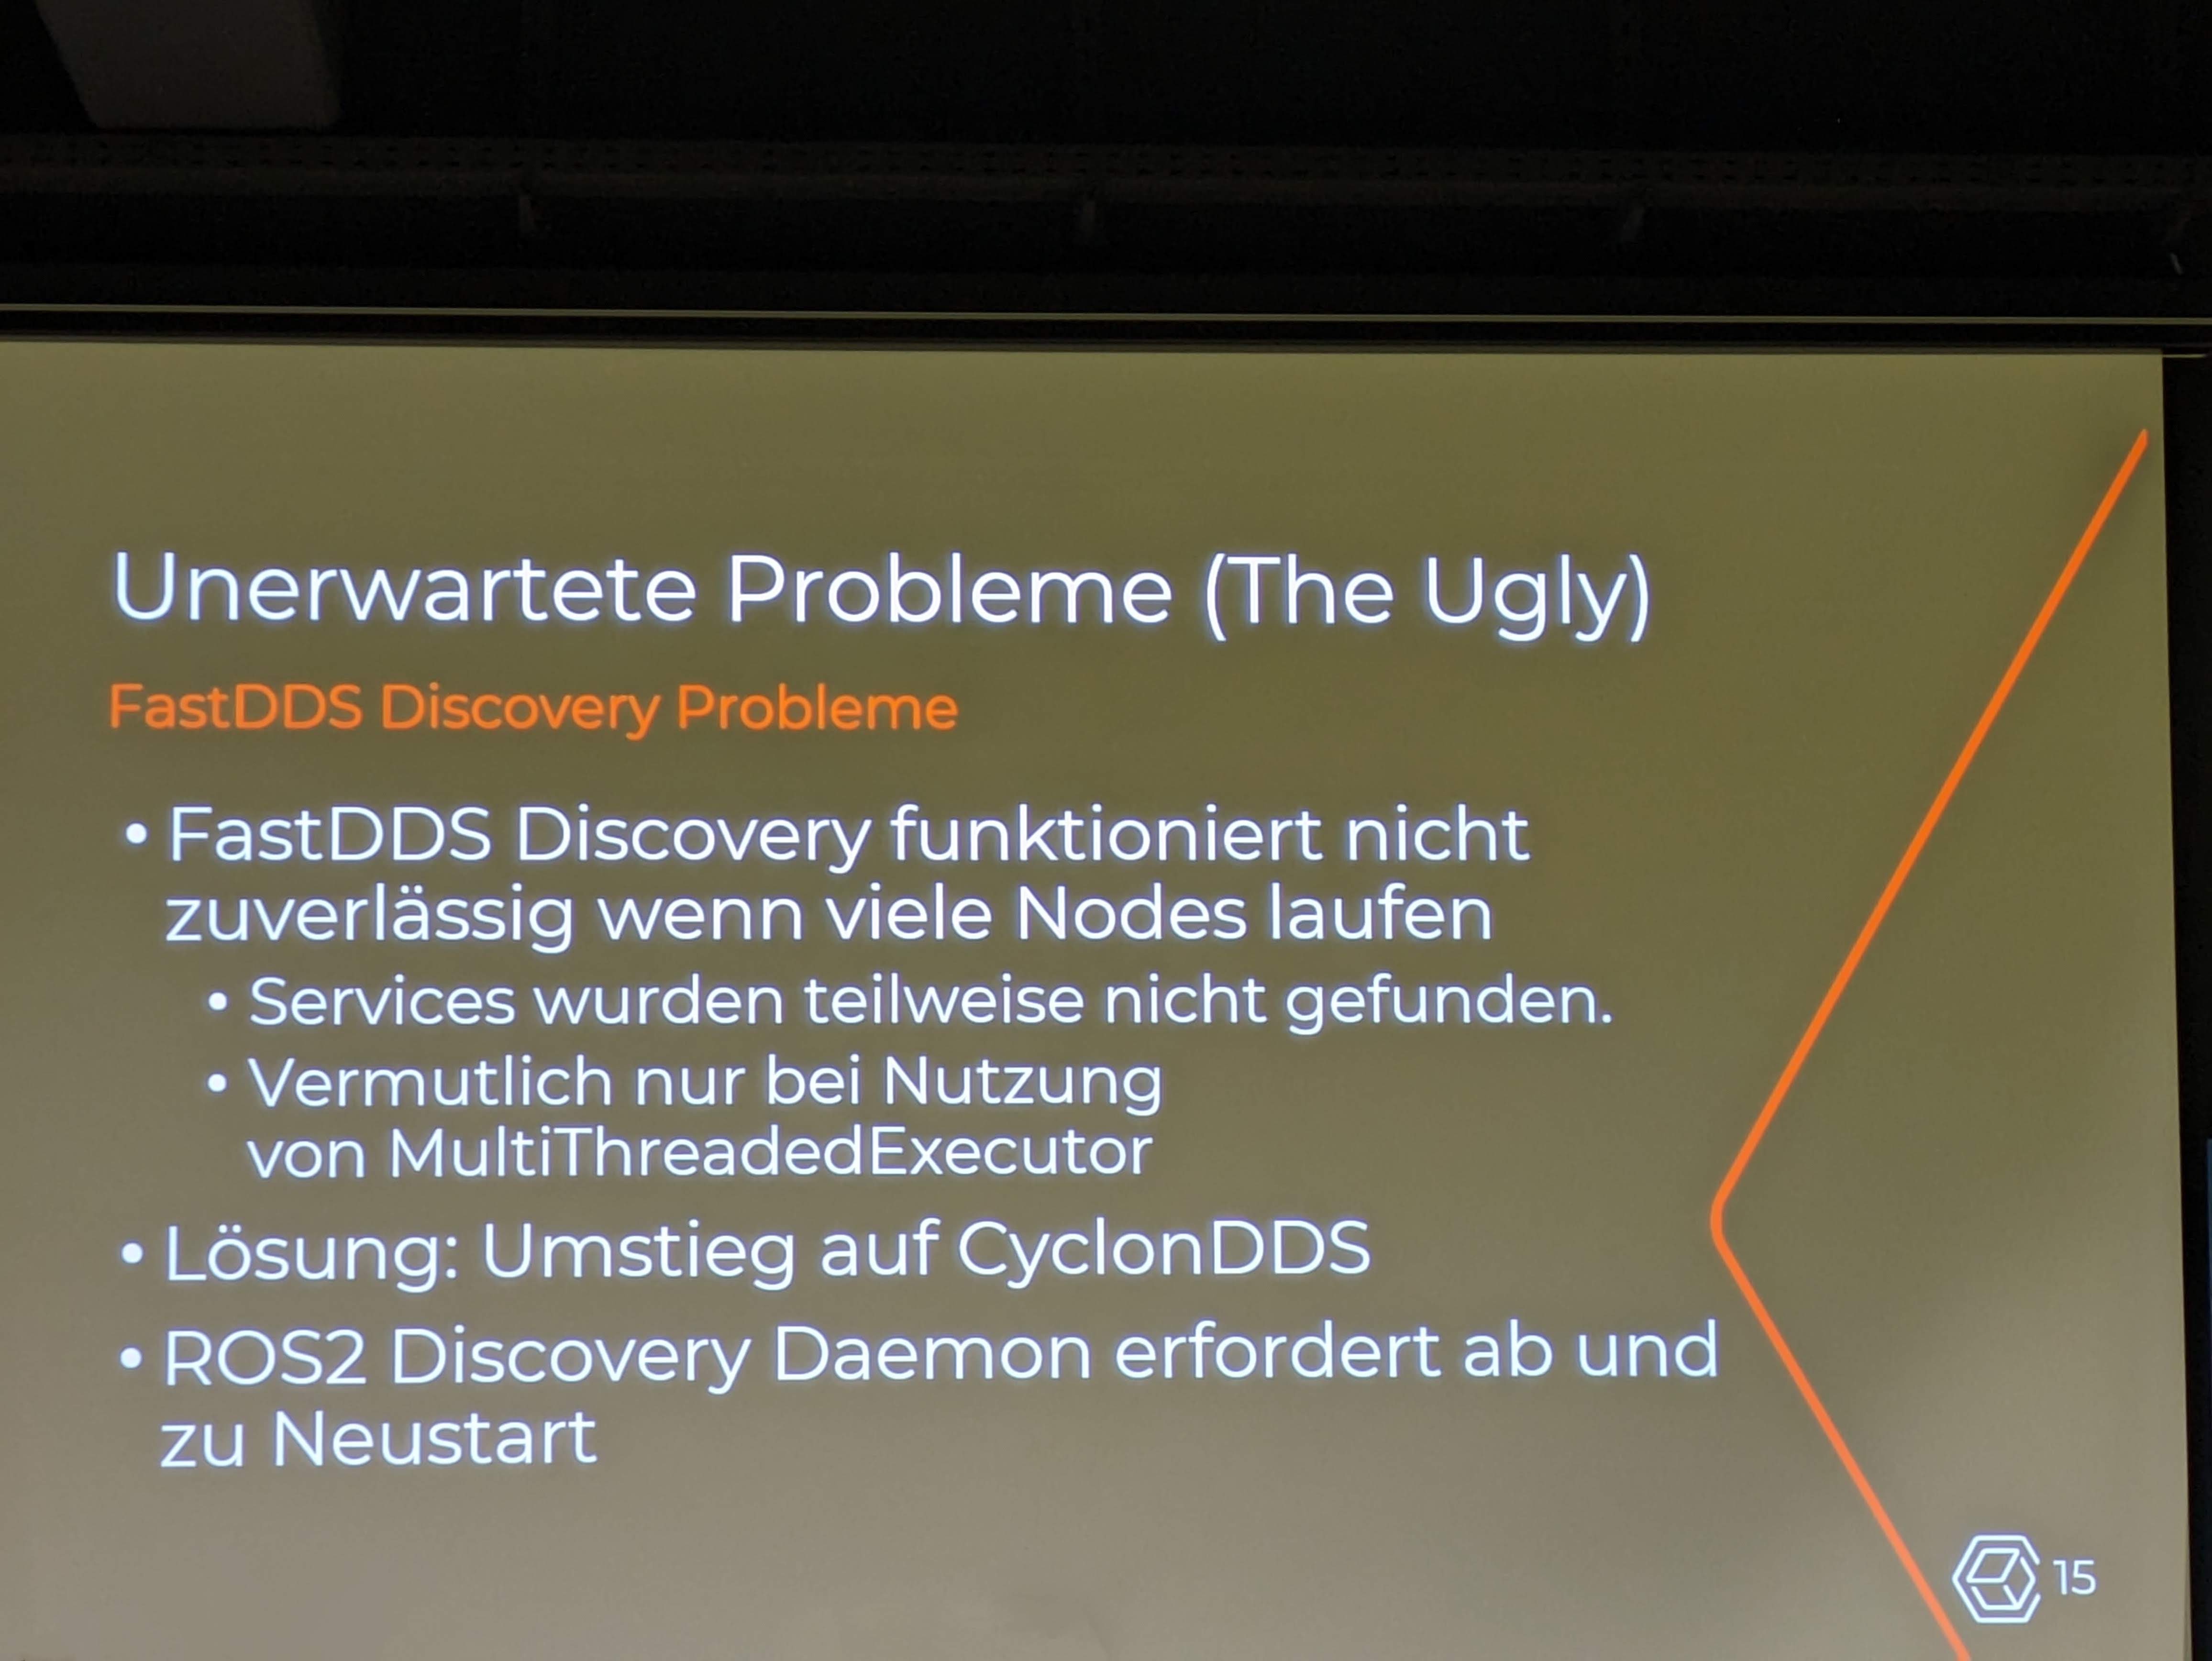 Unerwartete Probleme (The Ugly)
FastDDS Discovery Probleme
• FastDDS Discovery funktioniert nicht
zuverlässig wenn viele Nodes laufen
• Services wurden teilweise nicht gefunden.
• Vermutlich nur bei Nutzung
von MultiThreadedExecutor
• Lösung: Umstieg auf CyclonDDS
• ROS2 Discovery Daemon erfordert ab und
zu Neustart
15